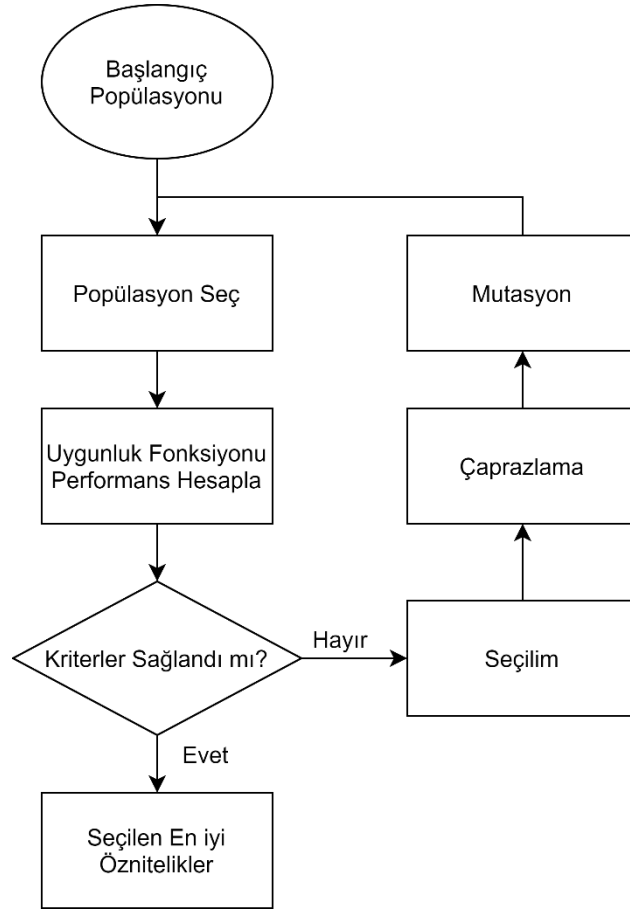 Başlangıç
Popülasyonu
Popülasyon Seç
Mutasyon
Uygunluk Fonksiyonu
Performans Hesapla
Çaprazlama
Kriterler Sağlandı mı?
Hayır
Seçilim
Evet
Seçilen En iyi
Öznitelikler